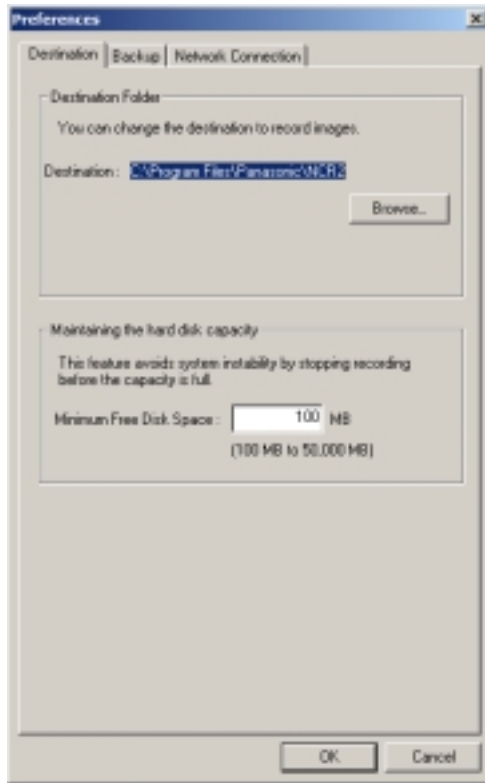 Preferences
Destination Backup Network Connection
Destination Folder
You can change the destination to record images.
Destination : C:\Program Files\Panasonic\NCR2
Browse...
Maintaining the hard disk capacity
This feature avoids system instability by stopping recording
before the capacity is full.
Minimum Free Disk Space : 100 MB
(100 MB to 50,000 MB)
OK Cancel